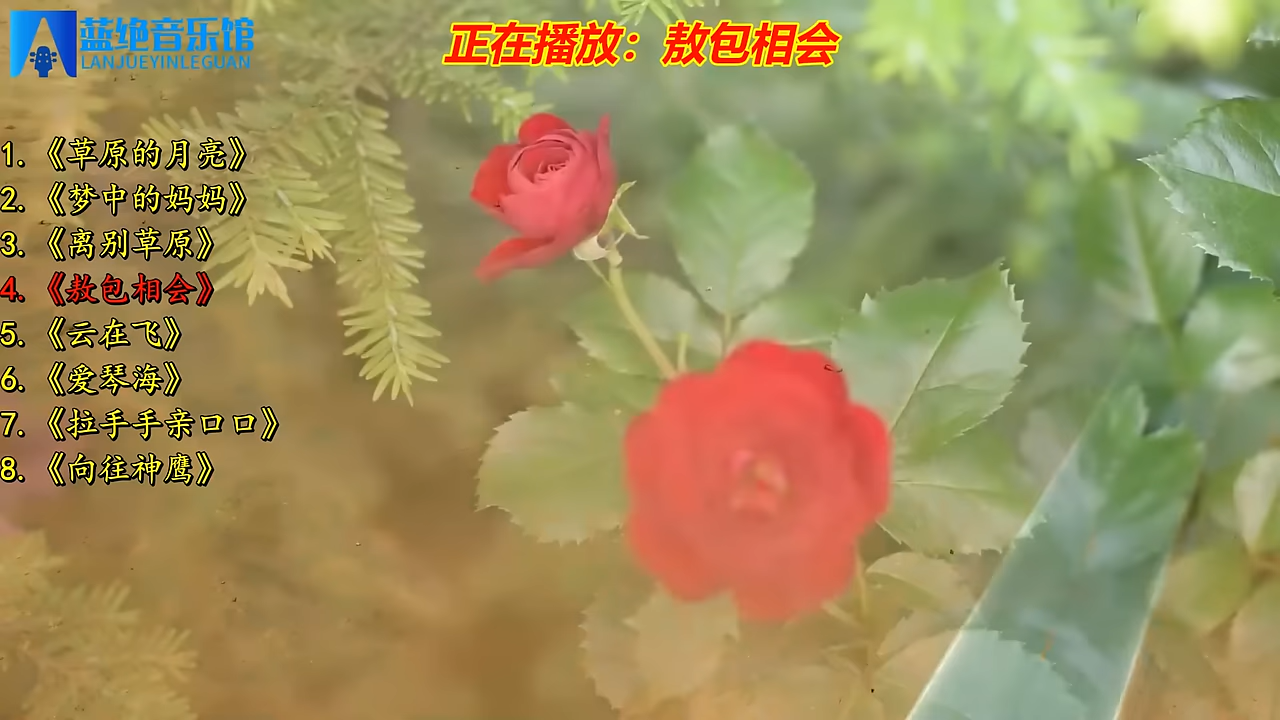 蓝绝音乐馆
LANJUEYINLEGUAN
正在播放：敖包相会
1.《草原的月亮》
2.《梦中的妈妈》
3.《离别草原》
4.《敖包相会》
5.《云在飞》
6.《爱琴海》
7.《拉手手亲口口》
8.《向往神鹰》